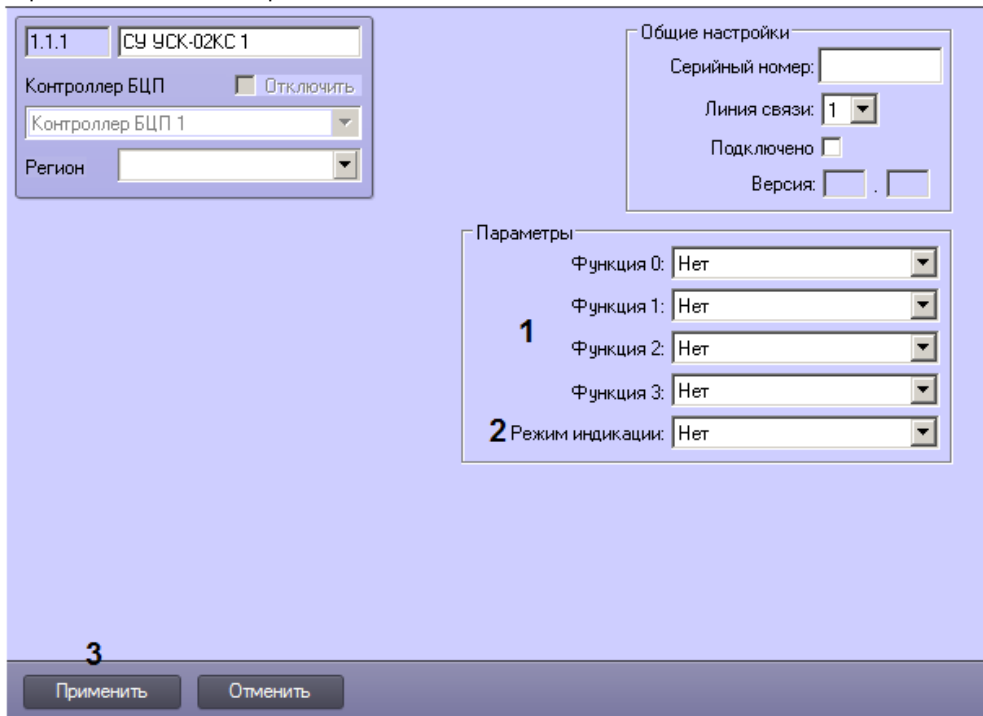 1.1.1 СУ УСК-02КС 1
Контроллер БЦП Отключить
Контроллер БЦП 1
Регион
Общие настройки
Серийный номер:
Линия связи: 1
Подключено
Версия: .
Параметры
Функция 0: Нет
Функция 1: Нет
1
Функция 2: Нет
Функция 3: Нет
2 Режим индикации: Нет
3
Применить Отменить